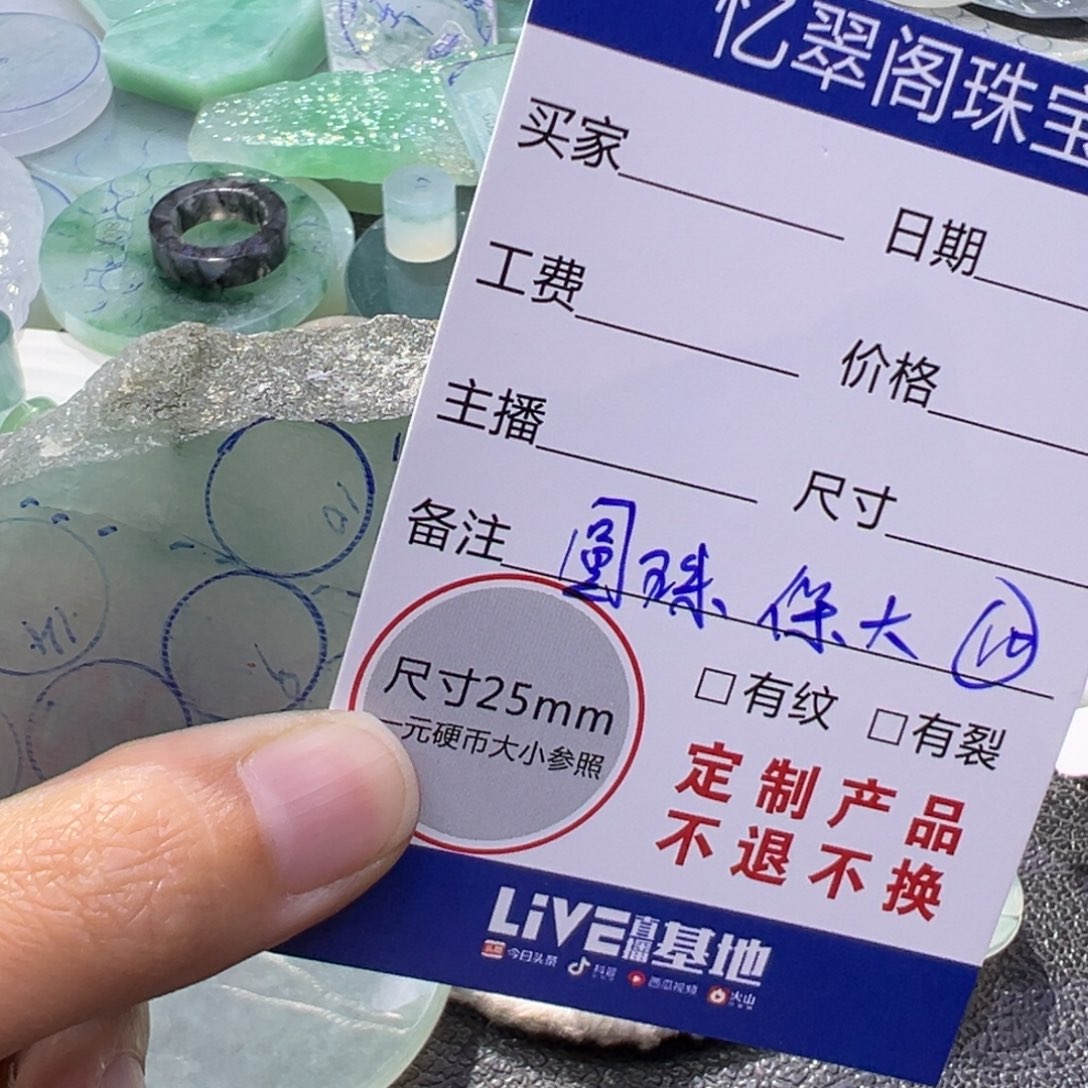 忆翠阁珠宝
买家
日期
工费
价格
主播
尺寸
备注 圆珠 保大 10
尺寸25mm
一元硬币大小参照
□有纹 □有裂
定制产品
不退不换
LiVE直播基地
头条 今日头条 抖音 西瓜视频 火山
10